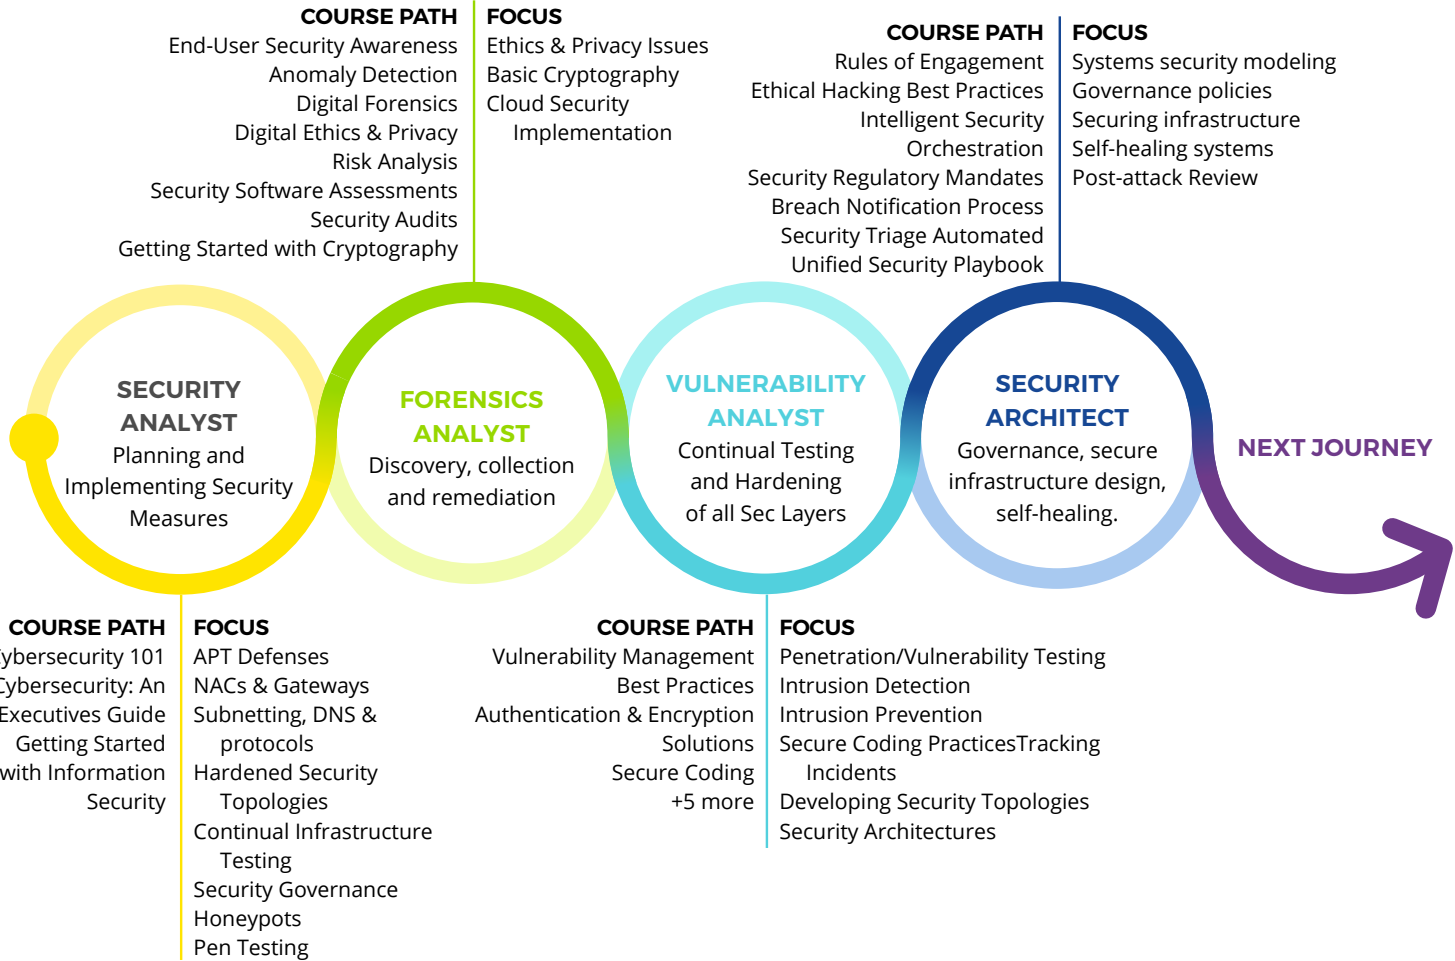 COURSE PATH
End-User Security Awareness
Anomaly Detection
Digital Forensics
Digital Ethics & Privacy
Risk Analysis
Security Software Assessments
Security Audits
Getting Started with Cryptography
FOCUS
Ethics & Privacy Issues
Basic Cryptography
Cloud Security
Implementation
COURSE PATH
Rules of Engagement
Ethical Hacking Best Practices
Intelligent Security
Orchestration
Security Regulatory Mandates
Breach Notification Process
Security Triage Automated
Unified Security Playbook
FOCUS
Systems security modeling
Governance policies
Securing infrastructure
Self-healing systems
Post-attack Review
SECURITY
ANALYST
Planning and
Implementing Security
Measures
FORENSICS
ANALYST
Discovery, collection
and remediation
VULNERABILITY
ANALYST
Continual Testing
and Hardening
of all Sec Layers
SECURITY
ARCHITECT
Governance, secure
infrastructure design,
self-healing.
NEXT JOURNEY
COURSE PATH
Cybersecurity 101
Cybersecurity: An
Executives Guide
Getting Started
with Information
Security
FOCUS
APT Defenses
NACs & Gateways
Subnetting, DNS &
protocols
Hardened Security
Topologies
Continual Infrastructure
Testing
Security Governance
Honeypots
Pen Testing
COURSE PATH
Vulnerability Management
Best Practices
Authentication & Encryption
Solutions
Secure Coding
+5 more
FOCUS
Penetration/Vulnerability Testing
Intrusion Detection
Intrusion Prevention
Secure Coding PracticesTracking
Incidents
Developing Security Topologies
Security Architectures